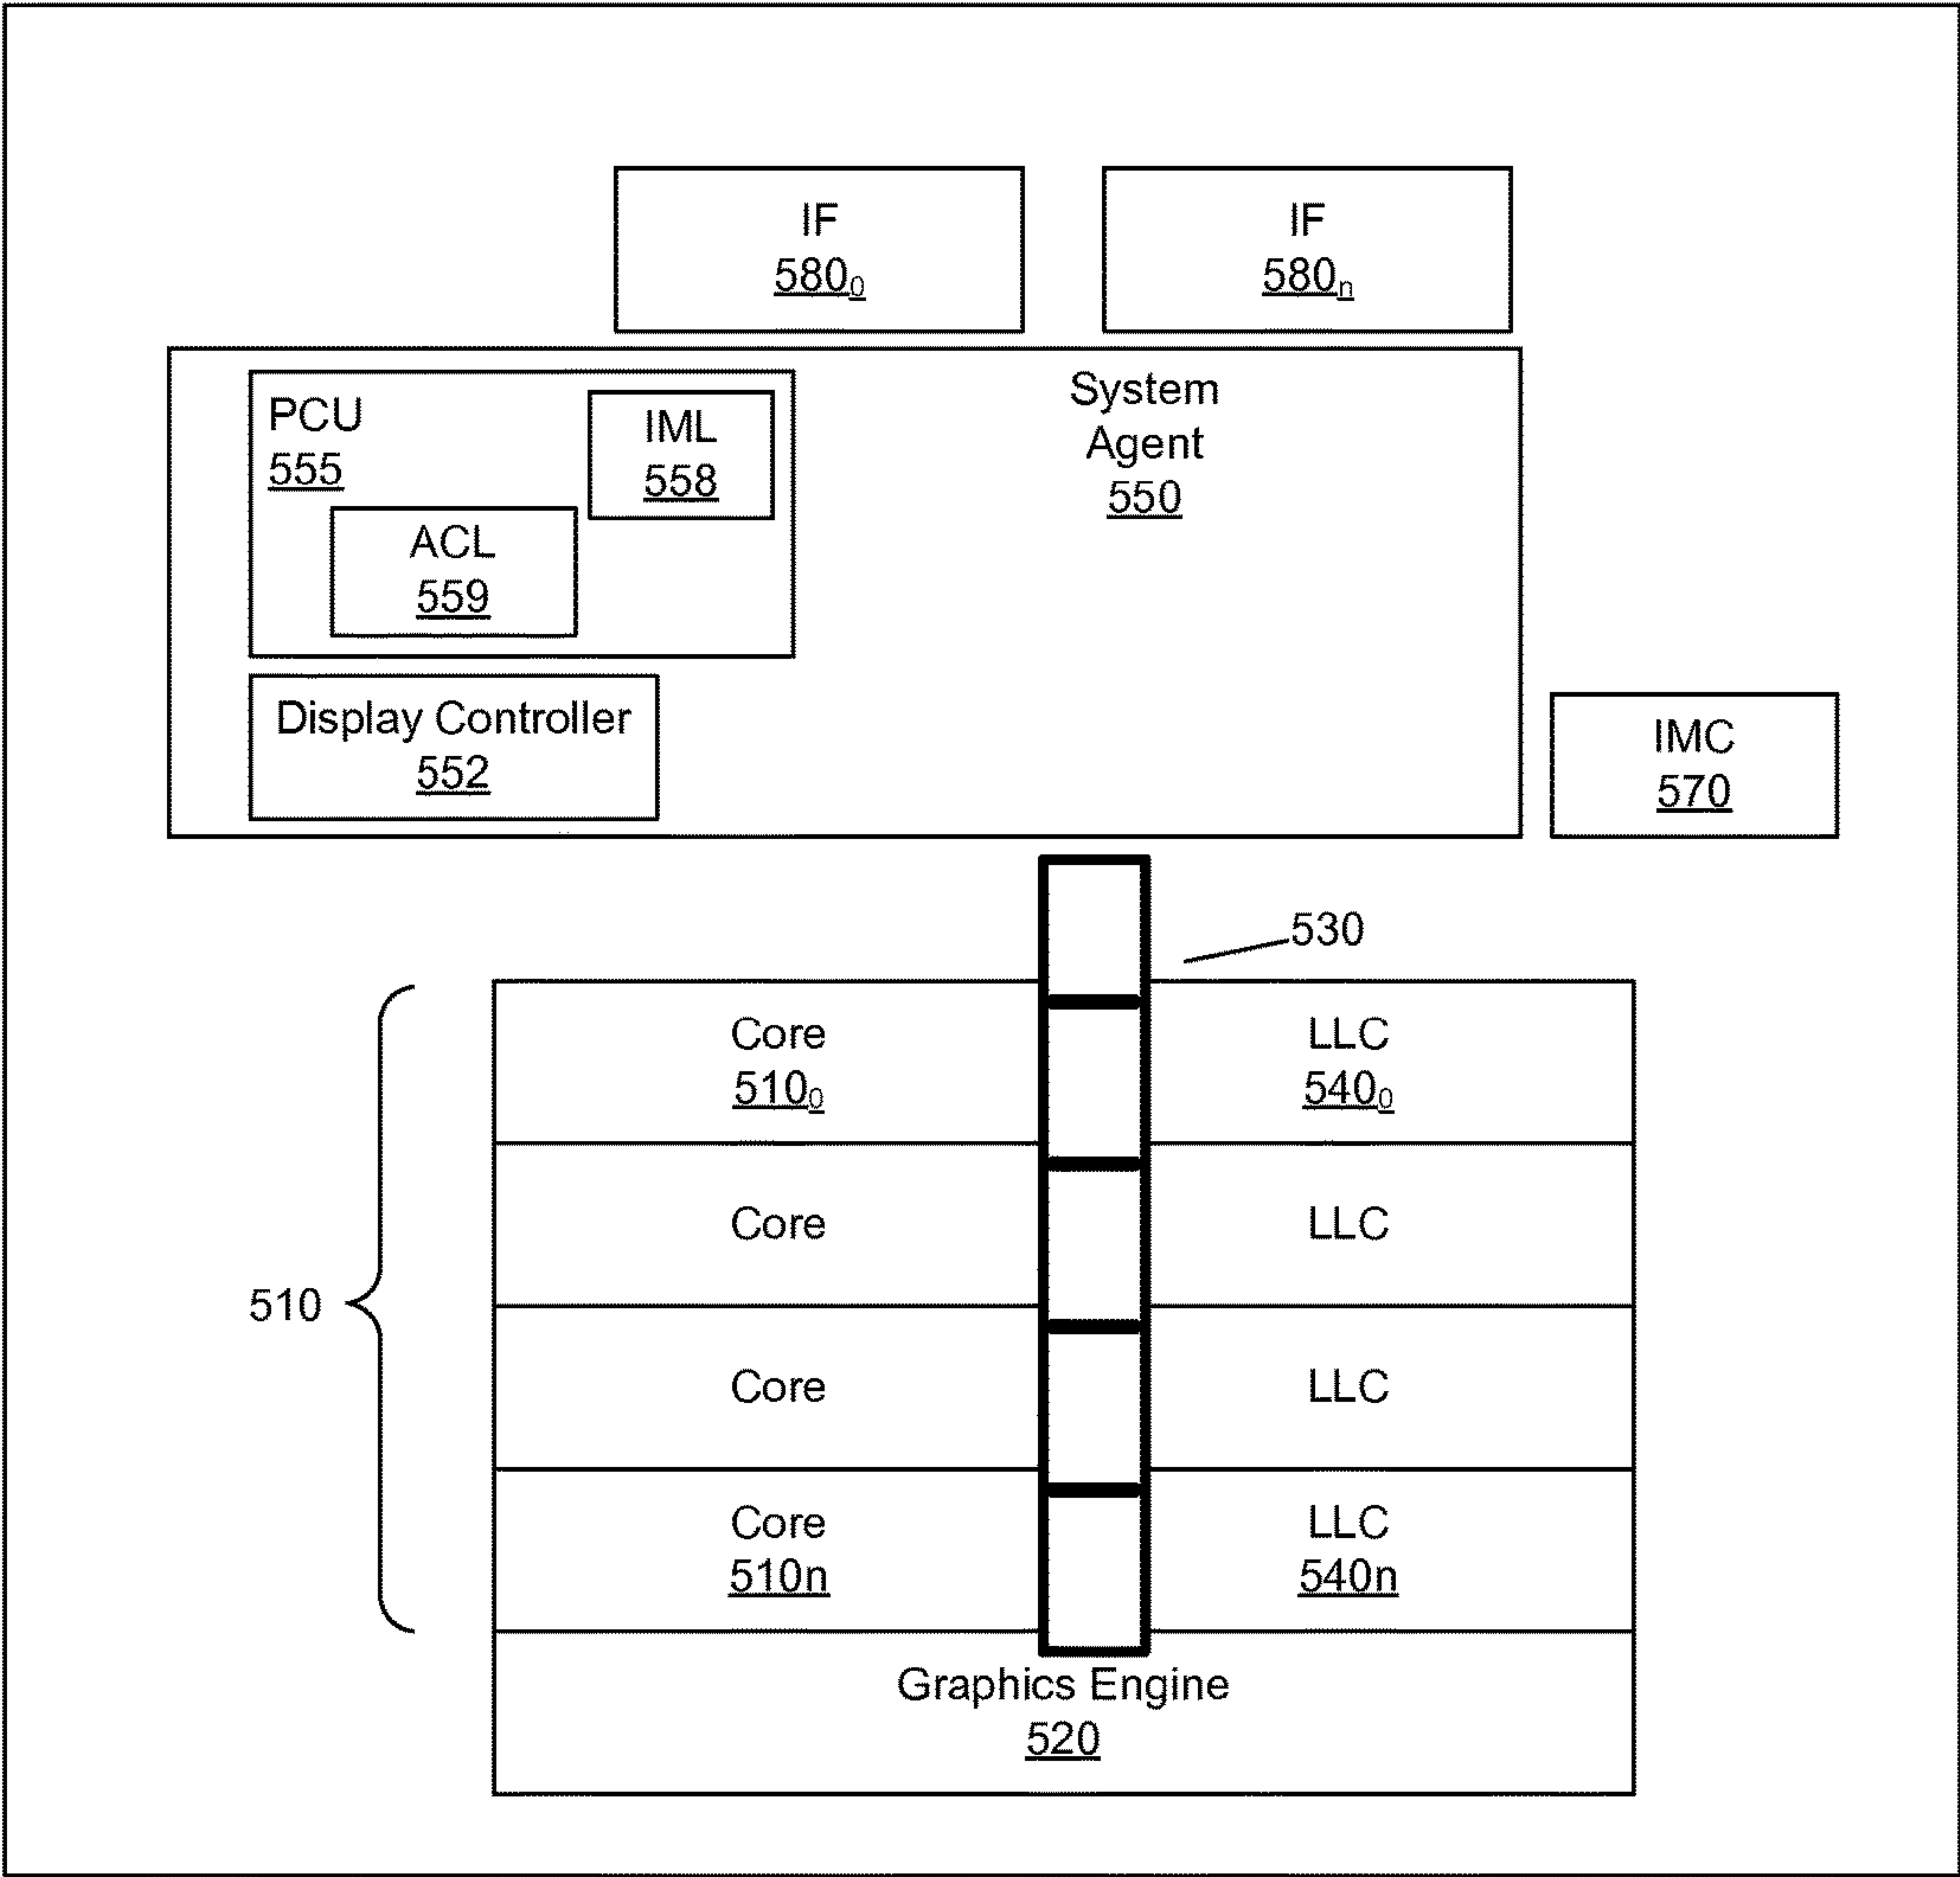 IF
580₀
IF
580ₙ
PCU
555
IML
558
ACL
559
System
Agent
550
Display Controller
552
IMC
570
530
510
Core
510₀
LLC
540₀
Core
LLC
Core
LLC
Core
510n
LLC
540n
Graphics Engine
520